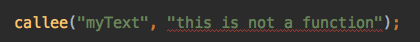 callee("myText", "this is not a function");